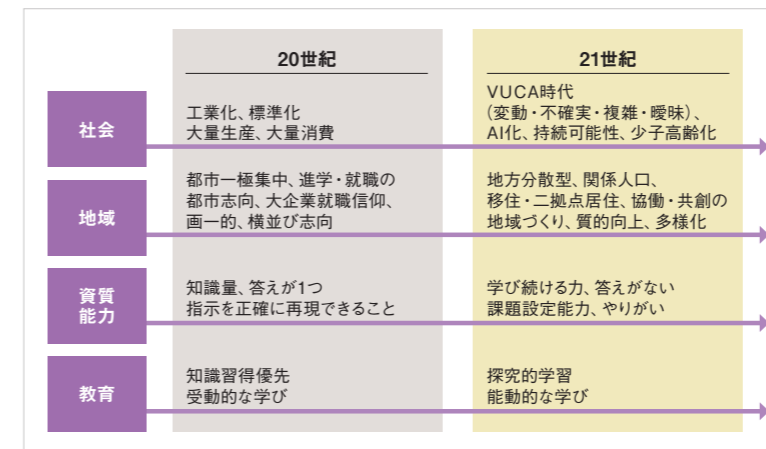 20世紀
21世紀
社会
工業化、標準化
大量生産、大量消費
VUCA時代
(変動・不確実・複雑・曖昧)、
AI化、持続可能性、少子高齢化
地域
都市一極集中、進学・就職の
都市志向、大企業就職信仰、
画一的、横並び志向
地方分散型、関係人口、
移住・二拠点居住、協働・共創の
地域づくり、質的向上、多様化
資質
能力
知識量、答えが1つ
指示を正確に再現できること
学び続ける力、答えがない
課題設定能力、やりがい
教育
知識習得優先
受動的な学び
探究的学習
能動的な学び